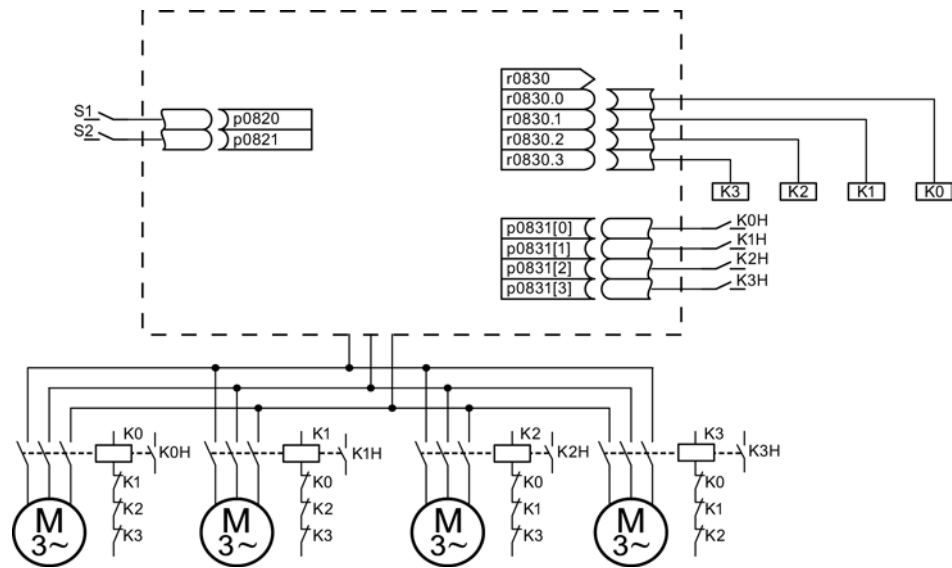 r0830
r0830.0
r0830.1
r0830.2
r0830.3
S1
S2
p0820
p0821
K3
K2
K1
K0
p0831[0]
p0831[1]
p0831[2]
p0831[3]
K0H
K1H
K2H
K3H
K0
K0H
K1
K2
K3
M
3~
K1
K1H
K0
K2
K3
M
3~
K2
K2H
K0
K1
K3
M
3~
K3
K3H
K0
K1
K2
M
3~